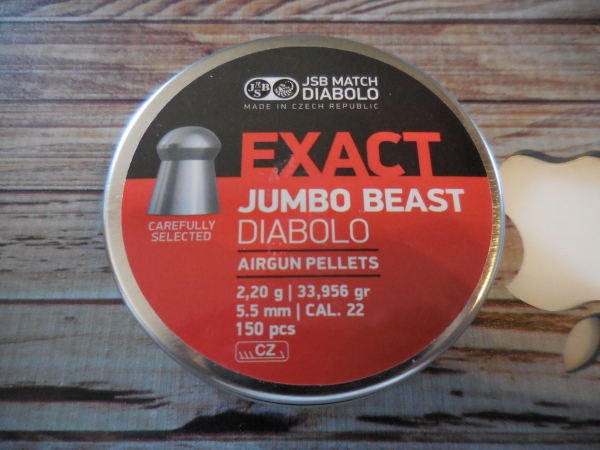 JSB
JSB MATCH
DIABOLO
MADE IN CZECH REPUBLIC
EXACT
JUMBO BEAST
DIABOLO
CAREFULLY
SELECTED
AIRGUN PELLETS
2,20 g | 33,956 gr
5.5 mm | CAL. 22
150 pcs
CZ